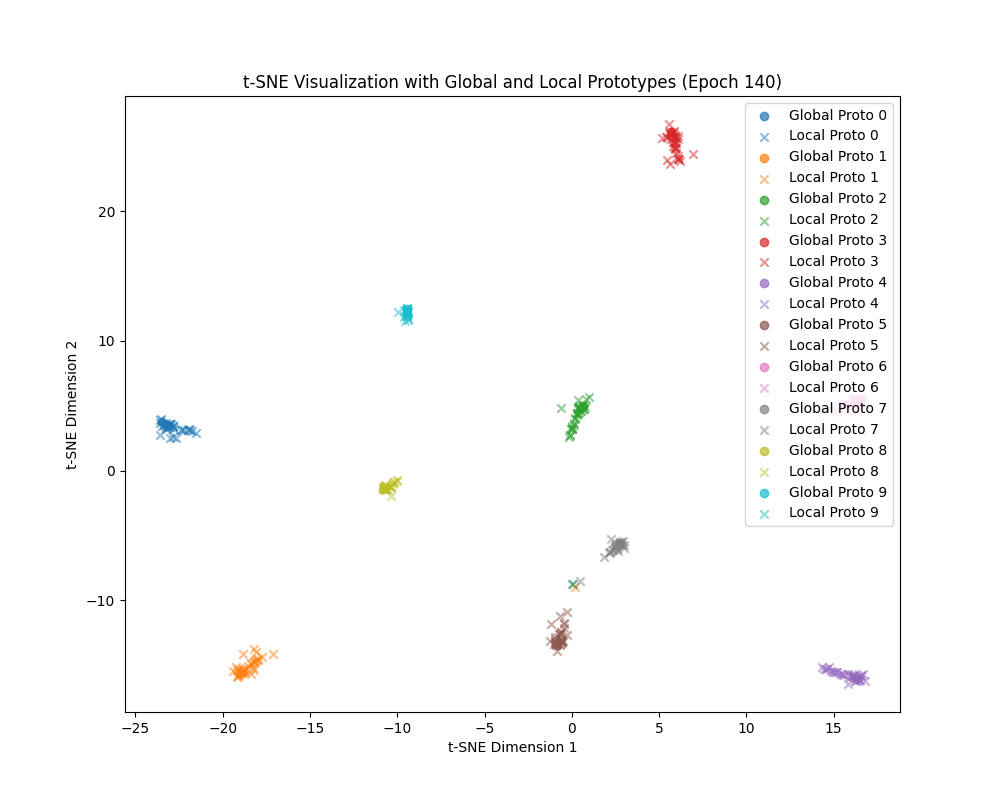 t-SNE Visualization with Global and Local Prototypes (Epoch 140)
Global Proto 0
Local Proto 0
Global Proto 1
Local Proto 1
Global Proto 2
Local Proto 2
Global Proto 3
Local Proto 3
Global Proto 4
Local Proto 4
Global Proto 5
Local Proto 5
Global Proto 6
Local Proto 6
Global Proto 7
Local Proto 7
Global Proto 8
Local Proto 8
Global Proto 9
Local Proto 9
20
10
0
−10
t-SNE Dimension 2
−25 −20 −15 −10 −5 0 5 10 15
t-SNE Dimension 1